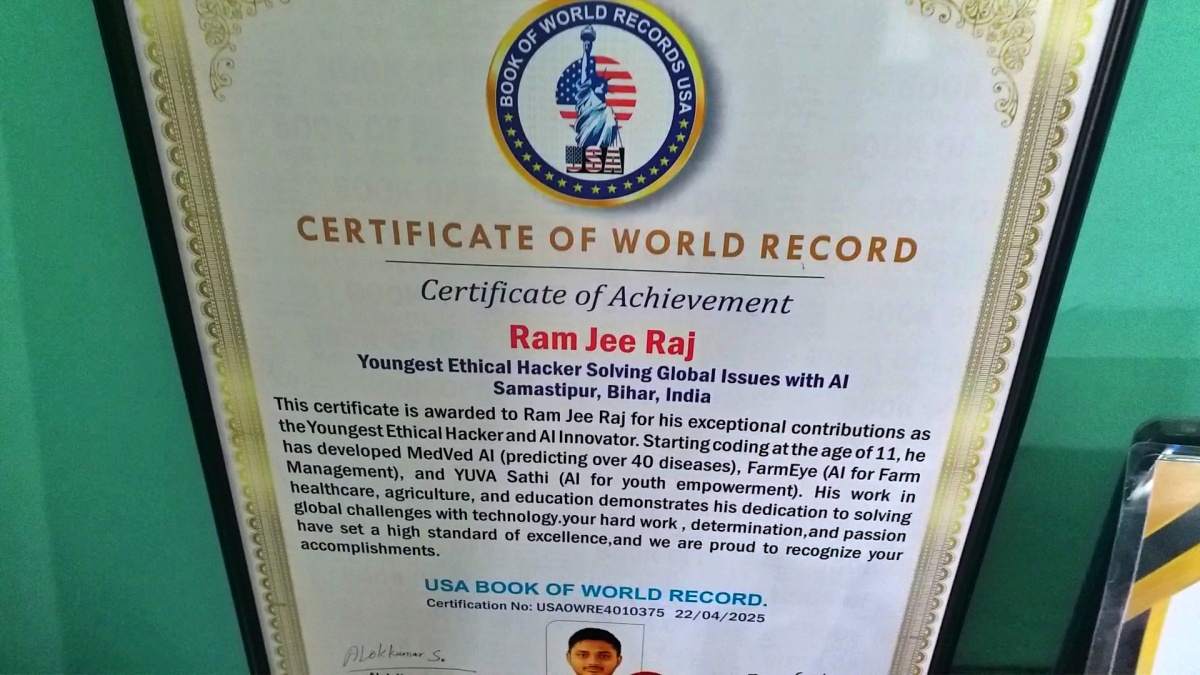 BOOK OF WORLD RECORDS USA
USA
CERTIFICATE OF WORLD RECORD
Certificate of Achievement
Ram Jee Raj
Youngest Ethical Hacker Solving Global Issues with AI
Samastipur, Bihar, India
This certificate is awarded to Ram Jee Raj for his exceptional contributions as
the Youngest Ethical Hacker and AI Innovator. Starting coding at the age of 11, he
has developed MedVed AI (predicting over 40 diseases), FarmEye (AI for Farm
Management), and YUVA Sathi (AI for youth empowerment). His work in
healthcare, agriculture, and education demonstrates his dedication to solving
global challenges with technology.your hard work , determination,and passion
have set a high standard of excellence,and we are proud to recognize your
accomplishments.
USA BOOK OF WORLD RECORD.
Certification No: USAOWRE4010375 22/04/2025
Alokkumar S.